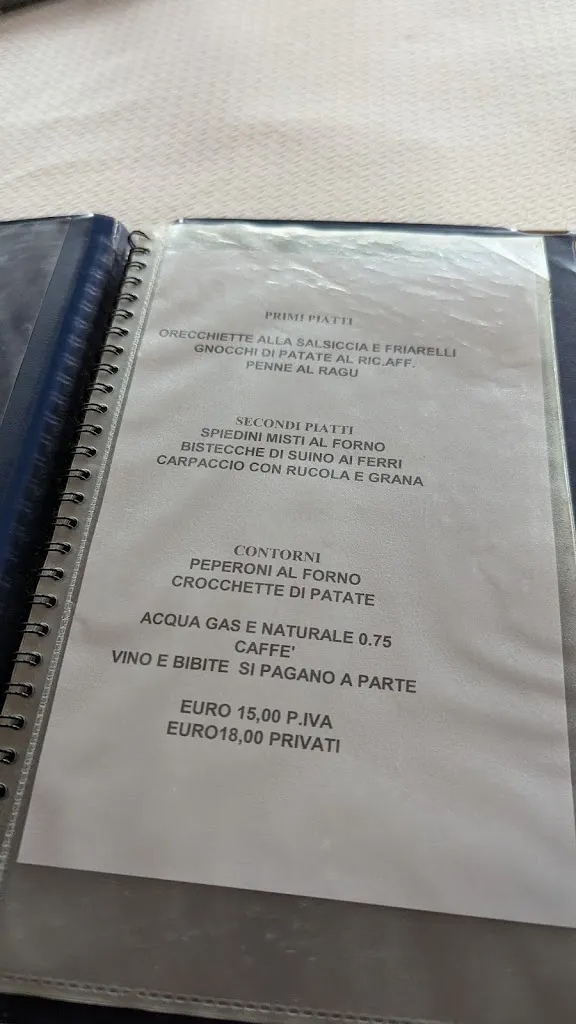 PRIMI PIATTI
ORECCHIETTE ALLA SALSICCIA E FRIARELLI
GNOCCHI DI PATATE AL RIC.AFF.
PENNE AL RAGU
SECONDI PIATTI
SPIEDINI MISTI AL FORNO
BISTECCHE DI SUINO AI FERRI
CARPACCIO CON RUCOLA E GRANA
CONTORNI
PEPERONI AL FORNO
CROCCHETTE DI PATATE
ACQUA GAS E NATURALE 0.75
CAFFE'
VINO E BIBITE SI PAGANO A PARTE
EURO 15,00 P.IVA
EURO18,00 PRIVATI